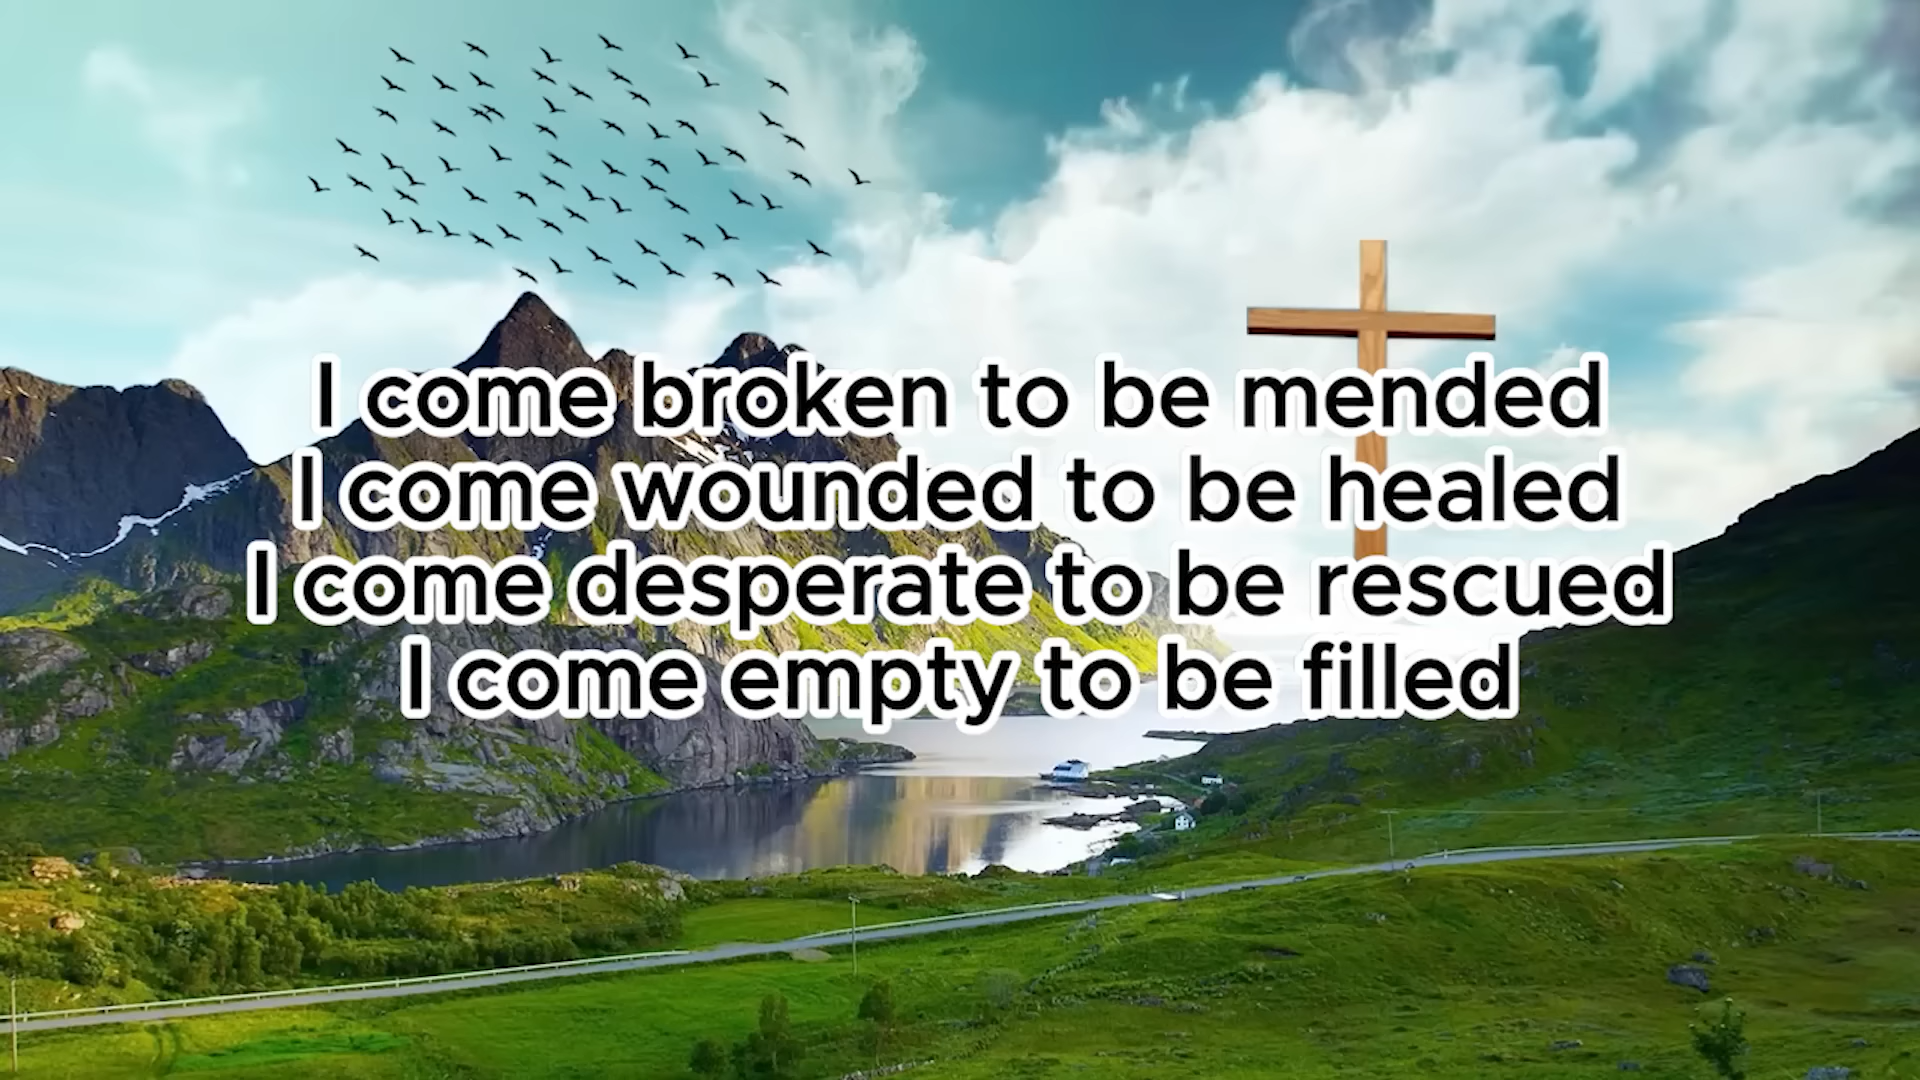 I come broken to be mended
I come wounded to be healed
I come desperate to be rescued
I come empty to be filled